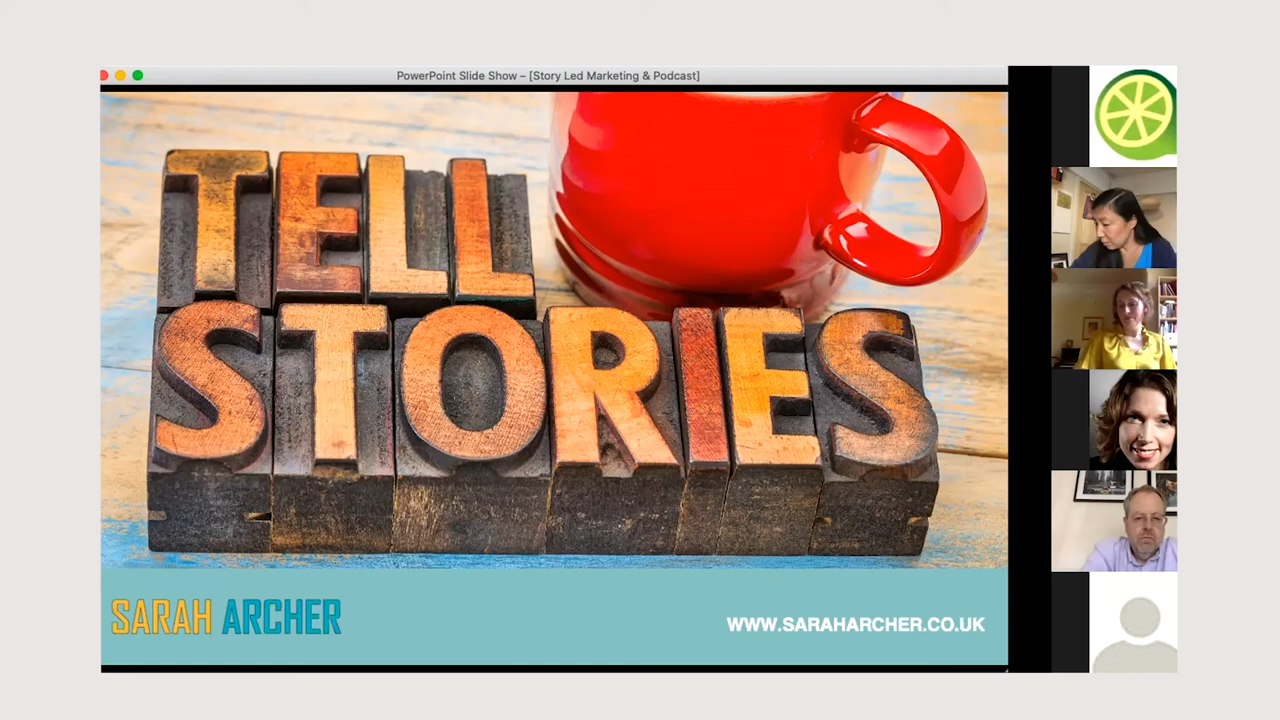 PowerPoint Slide Show – [Story Led Marketing & Podcast]
TELL
STORIES
SARAH ARCHER
WWW.SARAHARCHER.CO.UK